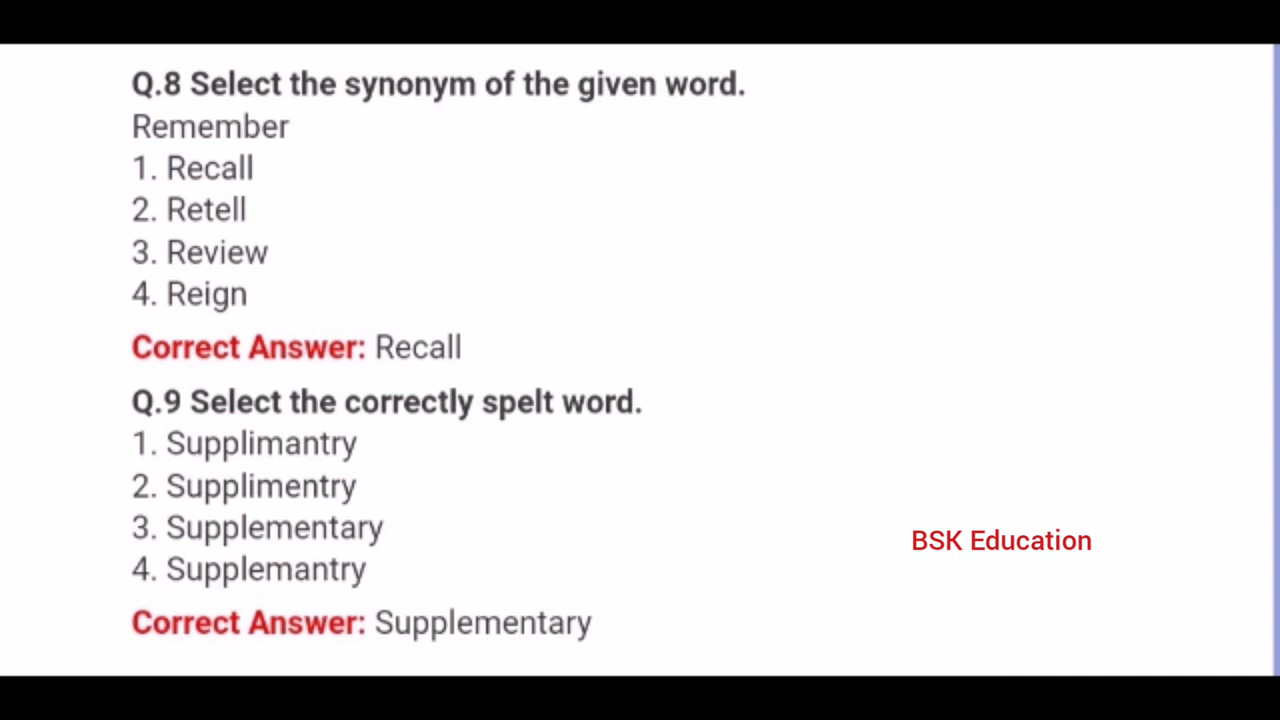 Q.8 Select the synonym of the given word.
Remember
1. Recall
2. Retell
3. Review
4. Reign
Correct Answer: Recall
Q.9 Select the correctly spelt word.
1. Supplimantry
2. Supplimentry
3. Supplementary
4. Supplemantry
Correct Answer: Supplementary
BSK Education